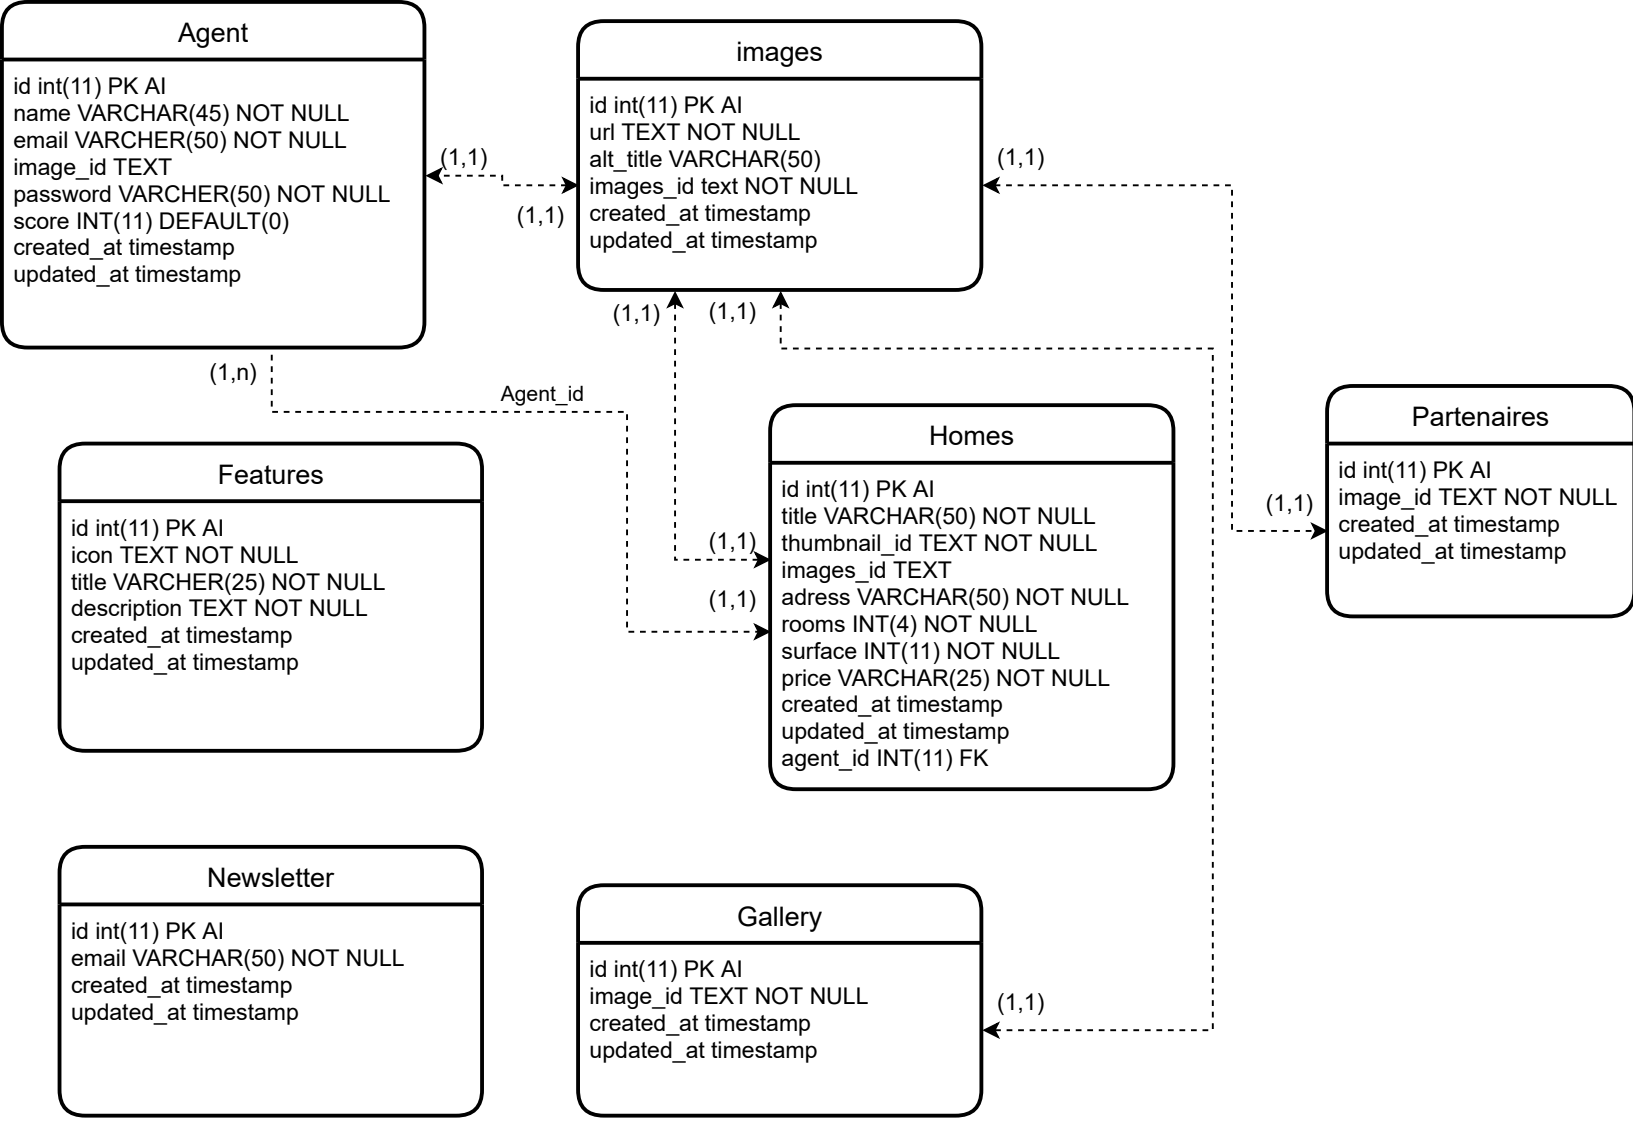 Agent
id int(11) PK AI
name VARCHAR(45) NOT NULL
email VARCHER(50) NOT NULL
image_id TEXT
password VARCHER(50) NOT NULL
score INT(11) DEFAULT(0)
created_at timestamp
updated_at timestamp
images
id int(11) PK AI
url TEXT NOT NULL
alt_title VARCHAR(50)
images_id text NOT NULL
created_at timestamp
updated_at timestamp
(1,1)
(1,1)
(1,1)
(1,1)
(1,1)
(1,n)
Agent_id
Features
id int(11) PK AI
icon TEXT NOT NULL
title VARCHER(25) NOT NULL
description TEXT NOT NULL
created_at timestamp
updated_at timestamp
(1,1)
(1,1)
Homes
id int(11) PK AI
title VARCHAR(50) NOT NULL
thumbnail_id TEXT NOT NULL
images_id TEXT
adress VARCHAR(50) NOT NULL
rooms INT(4) NOT NULL
surface INT(11) NOT NULL
price VARCHAR(25) NOT NULL
created_at timestamp
updated_at timestamp
agent_id INT(11) FK
(1,1)
Partenaires
id int(11) PK AI
image_id TEXT NOT NULL
created_at timestamp
updated_at timestamp
Newsletter
id int(11) PK AI
email VARCHAR(50) NOT NULL
created_at timestamp
updated_at timestamp
Gallery
id int(11) PK AI
image_id TEXT NOT NULL
created_at timestamp
updated_at timestamp
(1,1)